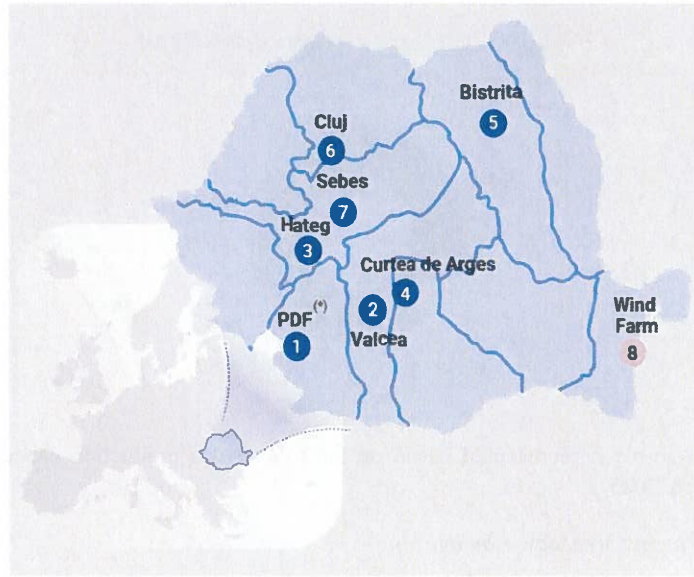 Bistrita
5
Cluj
6
Sebes
7
Hateg
3
Curtea de Arges
4
2
Valcea
PDF(*)
1
Wind
Farm
8